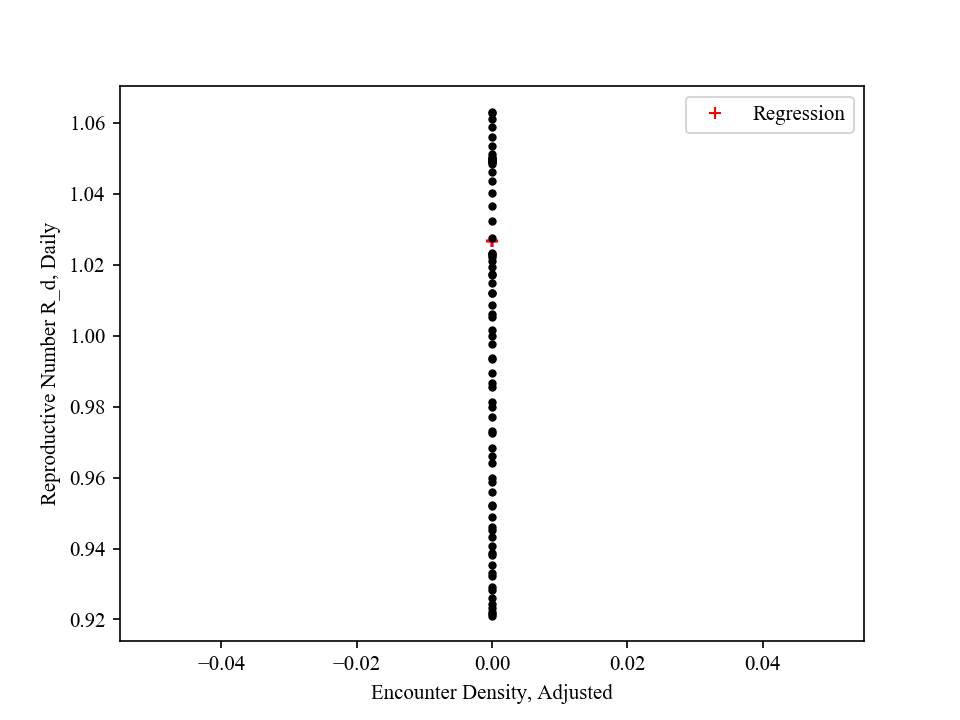 Regression
1.06
1.04
1.02
1.00
0.98
0.96
0.94
0.92
Reproductive Number R_d, Daily
−0.04 −0.02 0.00 0.02 0.04
Encounter Density, Adjusted